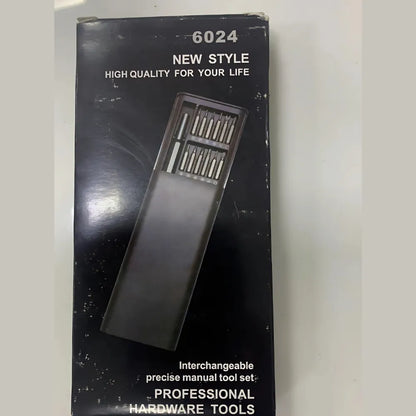 6024
NEW STYLE
HIGH QUALITY FOR YOUR LIFE
Interchangeable
precise manual tool set
PROFESSIONAL
HARDWARE TOOLS